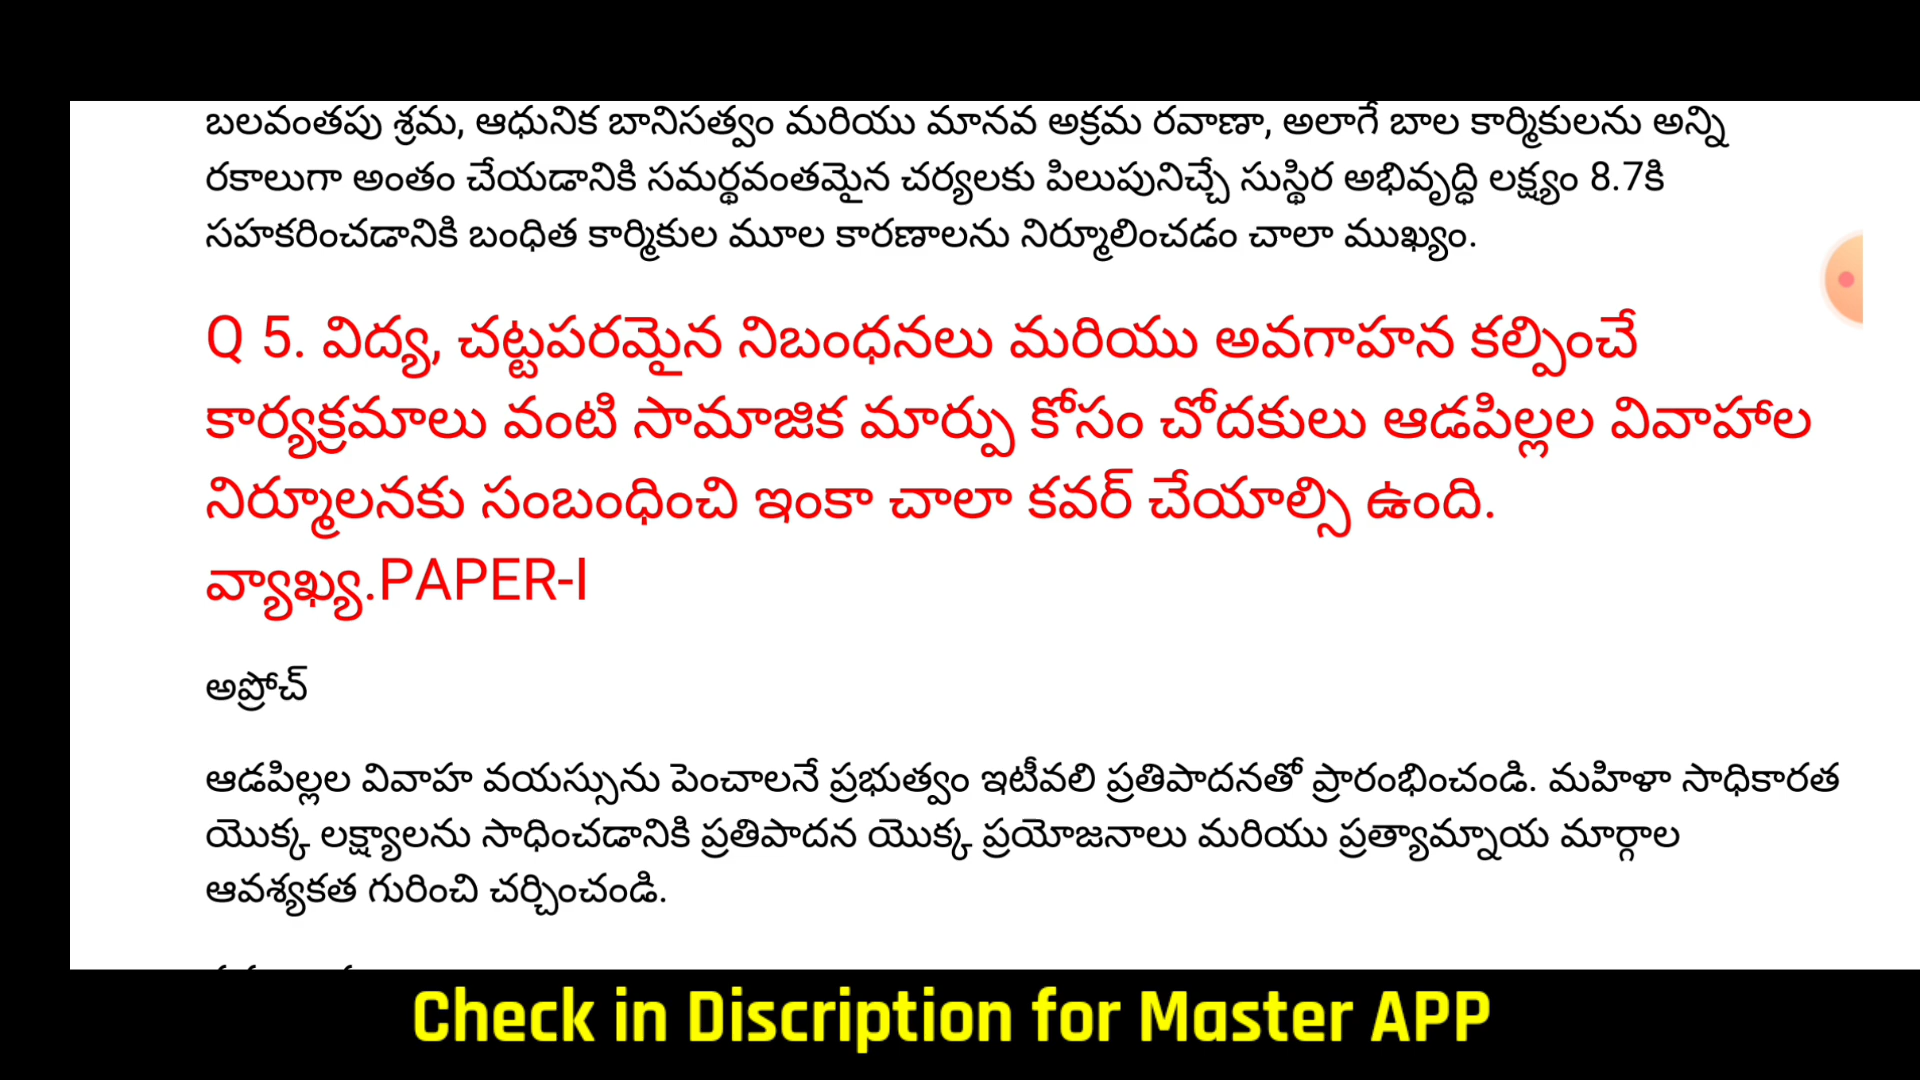 బలవంతపు శ్రమ, ఆధునిక బానిసత్వం మరియు మానవ అక్రమ రవాణా, అలాగే బాల కార్మికులను అన్ని
రకాలుగా అంతం చేయడానికి సమర్థవంతమైన చర్యలకు పిలుపునిచ్చే సుస్థిర అభివృద్ధి లక్ష్యం 8.7కి
సహకరించడానికి బంధిత కార్మికుల మూల కారణాలను నిర్మూలించడం చాలా ముఖ్యం.
Q 5. విద్య, చట్టపరమైన నిబంధనలు మరియు అవగాహన కల్పించే
కార్యక్రమాలు వంటి సామాజిక మార్పు కోసం చోదకులు ఆడపిల్లల వివాహాల
నిర్మూలనకు సంబంధించి ఇంకా చాలా కవర్ చేయాల్సి ఉంది.
వ్యాఖ్య.PAPER-I
అప్రోచ్
ఆడపిల్లల వివాహ వయస్సును పెంచాలనే ప్రభుత్వం ఇటీవలి ప్రతిపాదనతో ప్రారంభించండి. మహిళా సాధికారత
యొక్క లక్ష్యాలను సాధించడానికి ప్రతిపాదన యొక్క ప్రయోజనాలు మరియు ప్రత్యామ్నాయ మార్గాల
ఆవశ్యకత గురించి చర్చించండి.
Check in Discription for Master APP